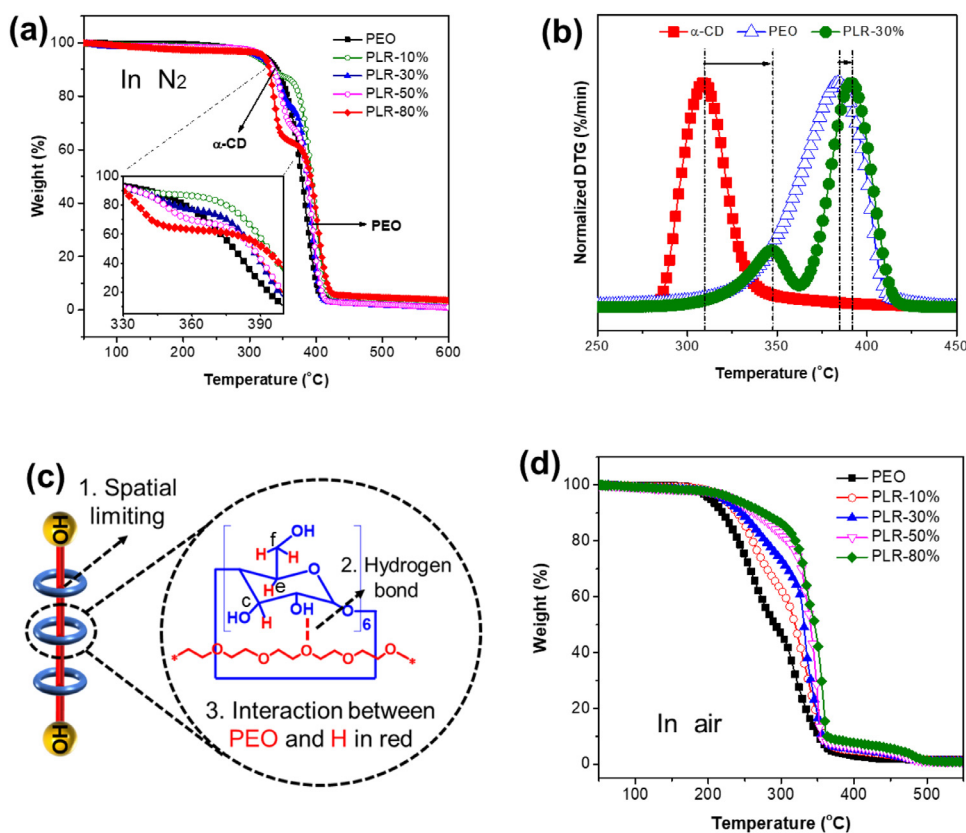 (a)
In N₂
PEO
PLR-10%
PLR-30%
PLR-50%
PLR-80%
α-CD
PEO
100
80
60
40
20
0
100
80
60
40
20
330
360
390
100
200
300
400
500
600
Weight (%)
Temperature (°C)
(b)
α-CD PEO PLR-30%
Normalized DTG (%/min)
250 300 350 400 450
Temperature (°C)
(c)
1. Spatial
limiting
HO
HO
OH
f
H H
e
H
O
2. Hydrogen
bond
c
HO
H
OH
O
6
* O O O O O *
3. Interaction between
PEO and H in red
(d)
PEO
PLR-10%
PLR-30%
PLR-50%
PLR-80%
In air
100
80
60
40
20
0
Weight (%)
100 200 300 400 500
Temperature (°C)